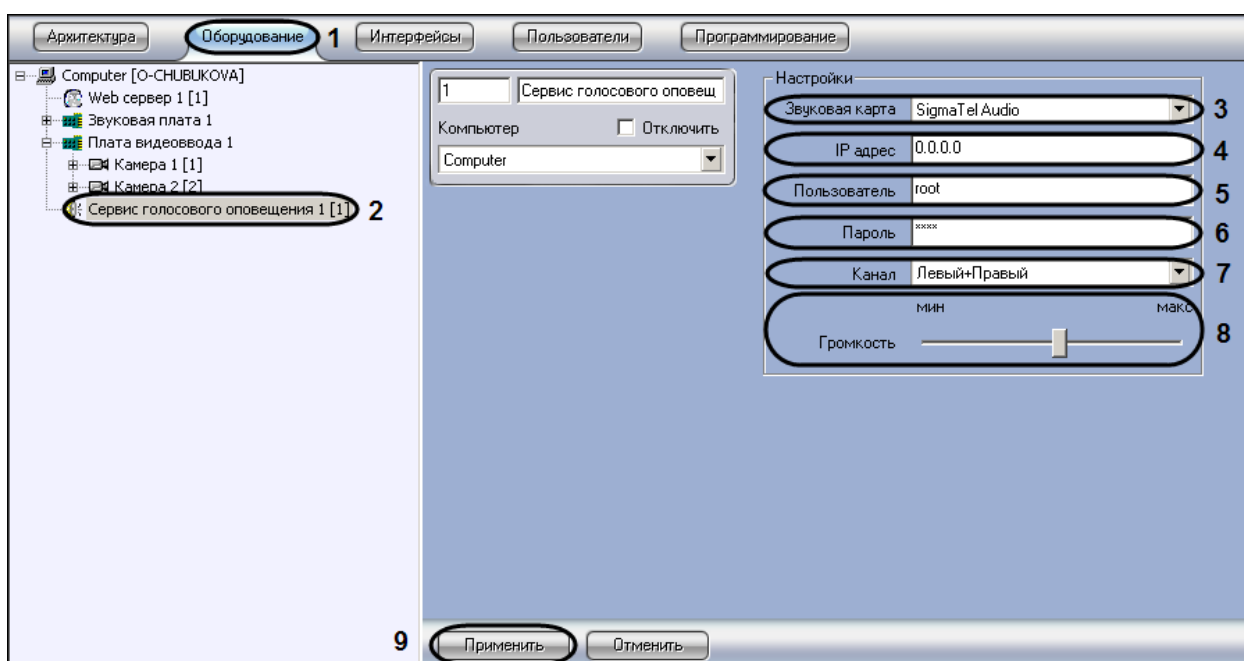 Архитектура Оборудование 1 Интерфейсы Пользователи Программирование
Computer [O-CHUBUKOVA]
Web сервер 1 [1]
Звуковая плата 1
Плата видеоввода 1
Камера 1 [1]
Камера 2 [2]
Сервис голосового оповещения 1 [1] 2
1 Сервис голосового оповещ
Компьютер Отключить
Computer
Настройки
Звуковая карта SigmaTel Audio 3
IP адрес 0.0.0.0 4
Пользователь root 5
Пароль xxxx 6
Канал Левый+Правый 7
мин макс
Громкость 8
9 Применить Отменить